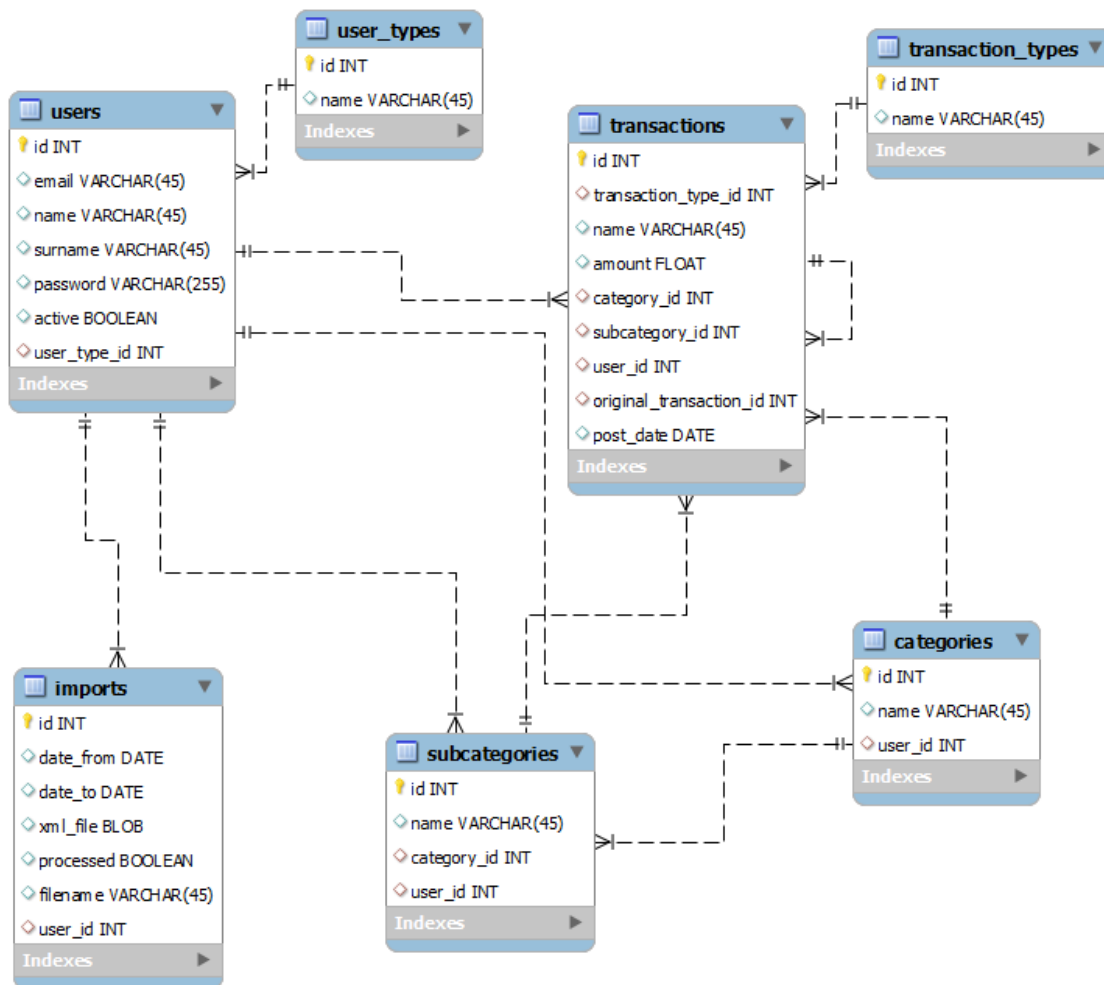 user_types
id INT
name VARCHAR(45)
Indexes
transaction_types
id INT
name VARCHAR(45)
Indexes
users
id INT
email VARCHAR(45)
name VARCHAR(45)
surname VARCHAR(45)
password VARCHAR(255)
active BOOLEAN
user_type_id INT
Indexes
transactions
id INT
transaction_type_id INT
name VARCHAR(45)
amount FLOAT
category_id INT
subcategory_id INT
user_id INT
original_transaction_id INT
post_date DATE
Indexes
categories
id INT
name VARCHAR(45)
user_id INT
Indexes
imports
id INT
date_from DATE
date_to DATE
xml_file BLOB
processed BOOLEAN
filename VARCHAR(45)
user_id INT
Indexes
subcategories
id INT
name VARCHAR(45)
category_id INT
user_id INT
Indexes